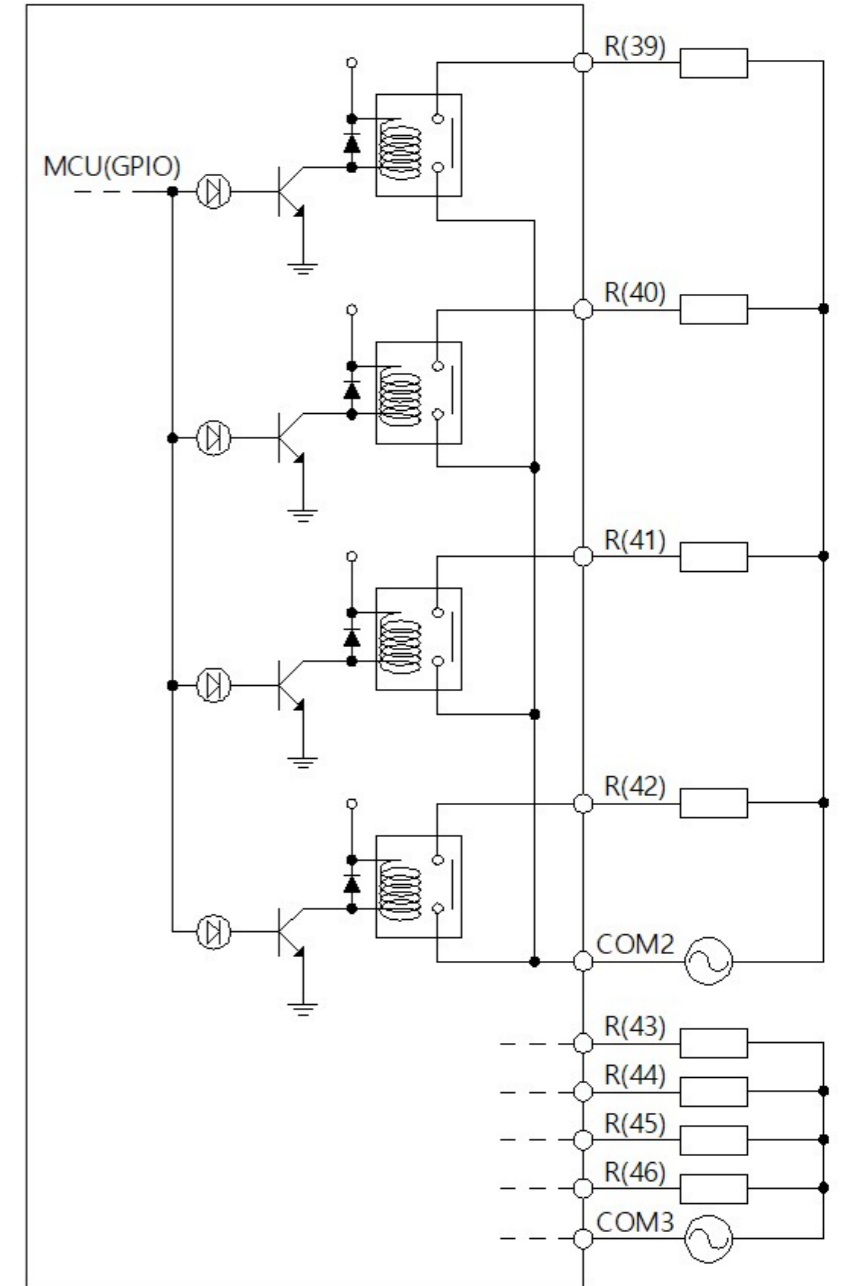 R(39)
MCU(GPIO)
R(40)
R(41)
R(42)
COM2
R(43)
R(44)
R(45)
R(46)
COM3